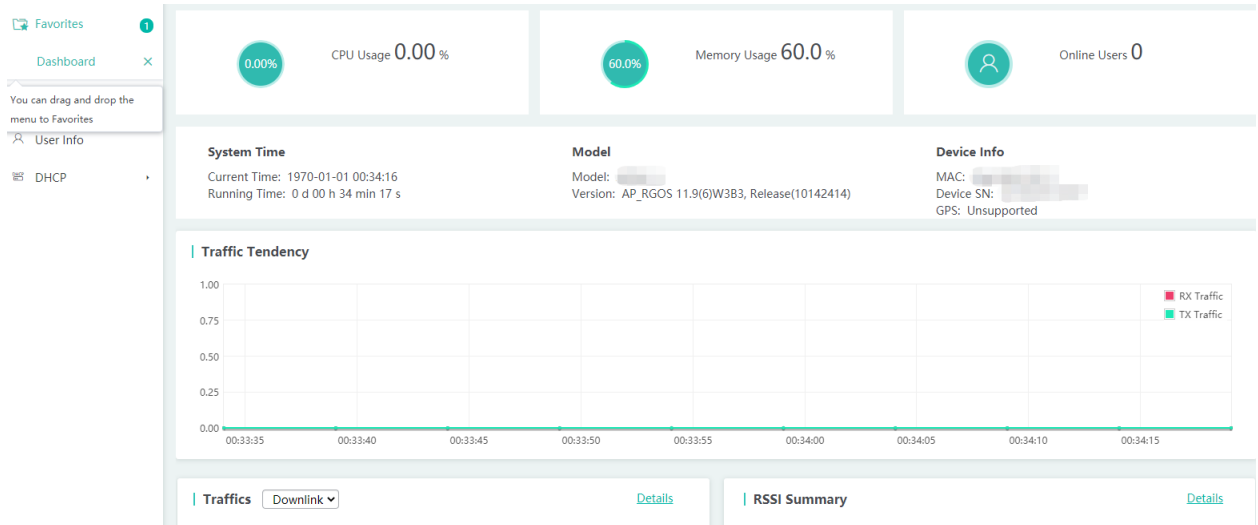 Favorites 1
Dashboard ×
You can drag and drop the
menu to Favorites
User Info
DHCP
0.00% CPU Usage 0.00 %
60.0% Memory Usage 60.0 %
Online Users 0
System Time
Current Time: 1970-01-01 00:34:16
Running Time: 0 d 00 h 34 min 17 s
Model
Model:
Version: AP_RGOS 11.9(6)W3B3, Release(10142414)
Device Info
MAC:
Device SN:
GPS: Unsupported
Traffic Tendency
RX Traffic
TX Traffic
1.00
0.75
0.50
0.25
0.00
00:33:35 00:33:40 00:33:45 00:33:50 00:33:55 00:34:00 00:34:05 00:34:10 00:34:15
Traffics Downlink Details
RSSI Summary Details